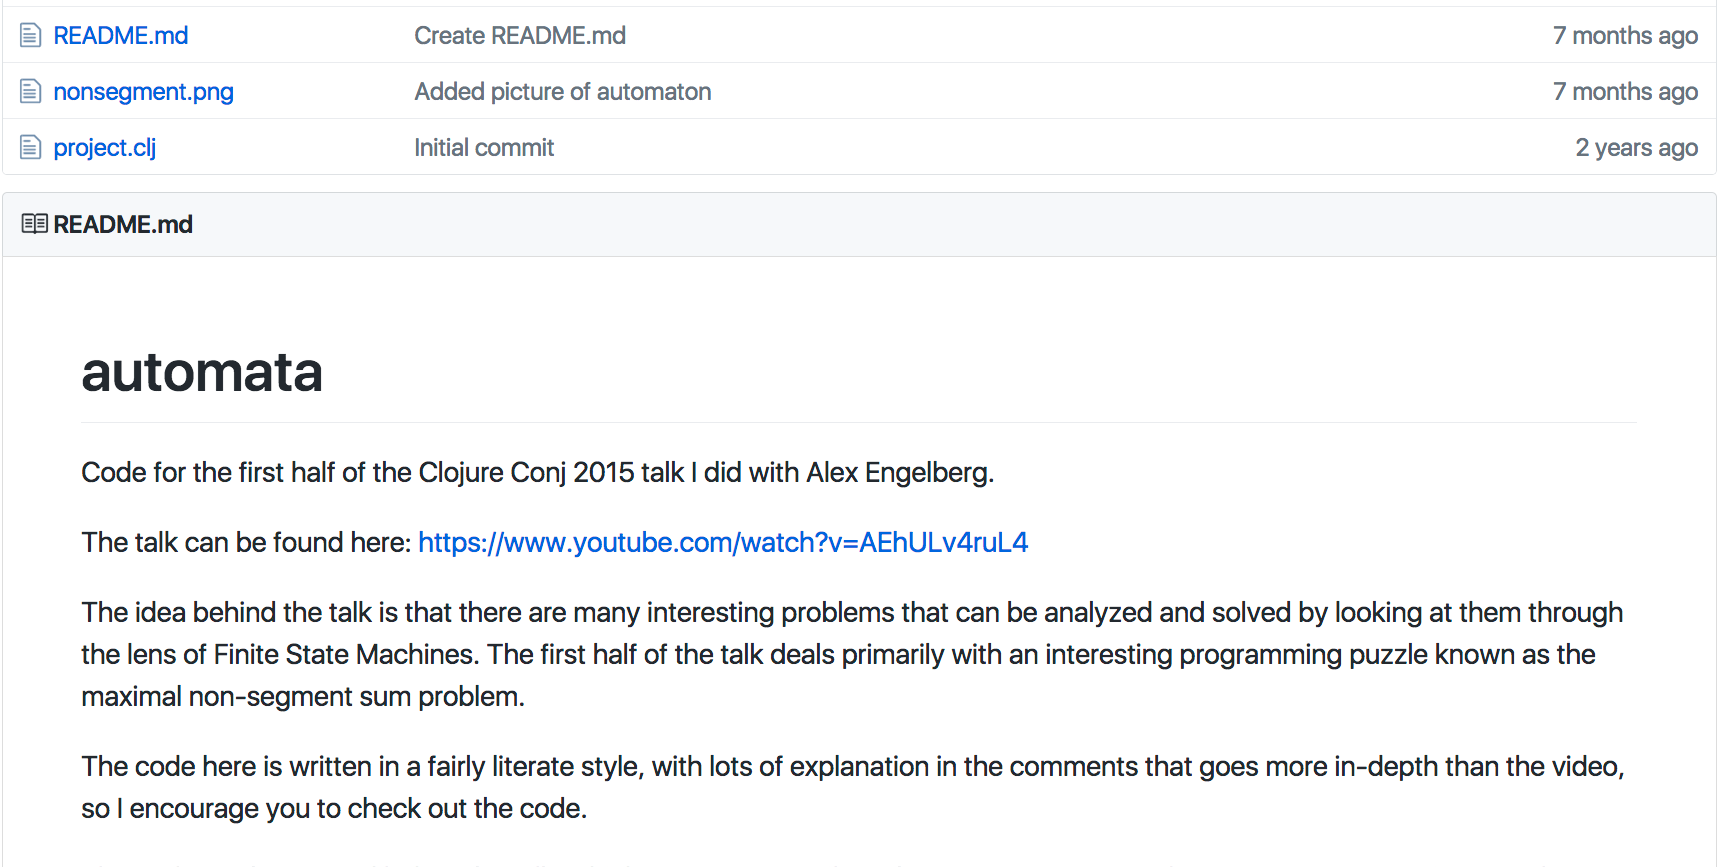 README.md Create README.md 7 months ago
nonsegment.png Added picture of automaton 7 months ago
project.clj Initial commit 2 years ago
README.md
automata
Code for the first half of the Clojure Conj 2015 talk I did with Alex Engelberg.
The talk can be found here: https://www.youtube.com/watch?v=AEhULv4ruL4
The idea behind the talk is that there are many interesting problems that can be analyzed and solved by looking at them through
the lens of Finite State Machines. The first half of the talk deals primarily with an interesting programming puzzle known as the
maximal non-segment sum problem.
The code here is written in a fairly literate style, with lots of explanation in the comments that goes more in-depth than the video,
so I encourage you to check out the code.